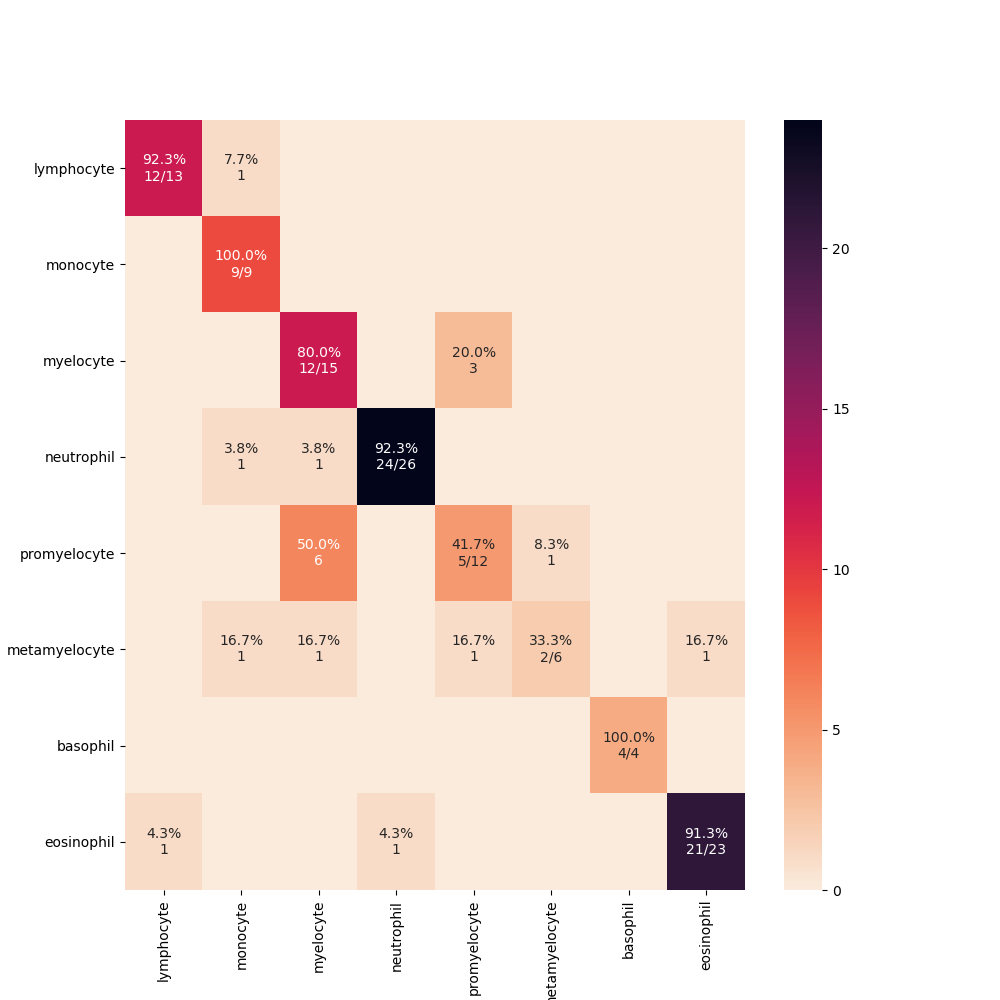 lymphocyte
92.3%
12/13
7.7%
1
monocyte
100.0%
9/9
myelocyte
80.0%
12/15
20.0%
3
neutrophil
3.8%
1
3.8%
1
92.3%
24/26
promyelocyte
50.0%
6
41.7%
5/12
8.3%
1
metamyelocyte
16.7%
1
16.7%
1
16.7%
1
33.3%
2/6
16.7%
1
basophil
100.0%
4/4
eosinophil
4.3%
1
4.3%
1
91.3%
21/23
lymphocyte
monocyte
myelocyte
neutrophil
promyelocyte
etamyelocyte
basophil
eosinophil
20
15
10
5
0